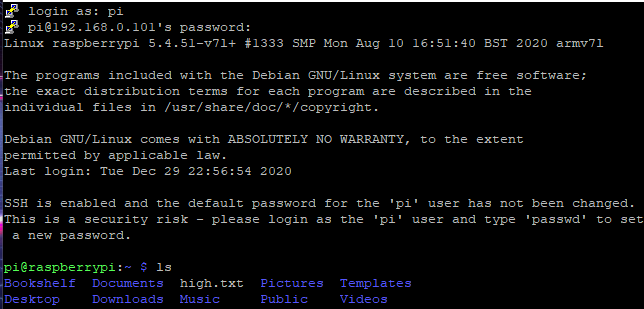 login as: pi
pi@192.168.0.101's password:
Linux raspberrypi 5.4.51-v7l+ #1333 SMP Mon Aug 10 16:51:40 BST 2020 armv7l
The programs included with the Debian GNU/Linux system are free software;
the exact distribution terms for each program are described in the
individual files in /usr/share/doc/*/copyright.
Debian GNU/Linux comes with ABSOLUTELY NO WARRANTY, to the extent
permitted by applicable law.
Last login: Tue Dec 29 22:56:54 2020
SSH is enabled and the default password for the 'pi' user has not been changed.
This is a security risk - please login as the 'pi' user and type 'passwd' to set
a new password.
pi@raspberrypi:~ $ ls
Bookshelf Documents high.txt Pictures Templates
Desktop Downloads Music Public Videos